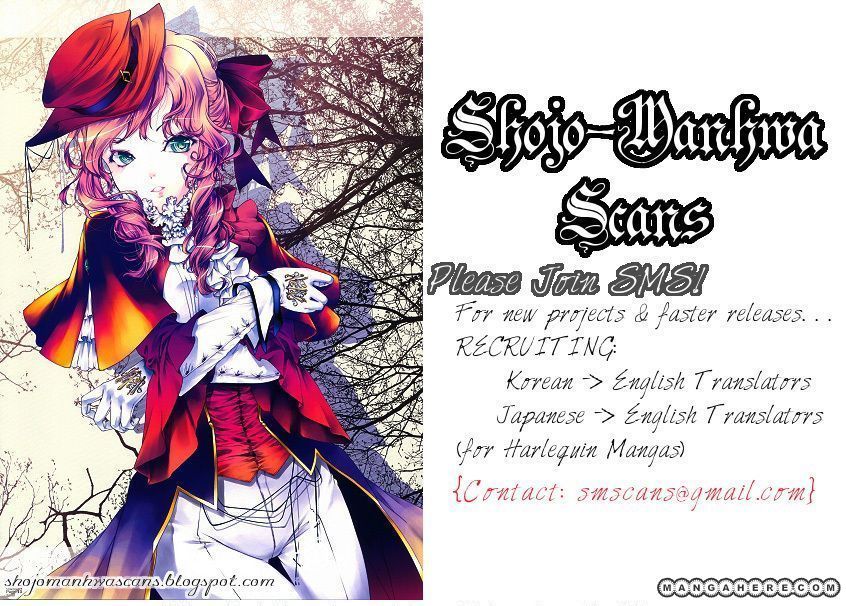 Shojo-Manhwa
Scans
Please Join SMS!
For new projects & faster releases...
RECRUITING:
Korean -> English Translators
Japanese -> English Translators
(for Harlequin Mangas)
{Contact: smscans@gmail.com}
shojomanhwascans.blogspot.com
MANGAHERE.COM